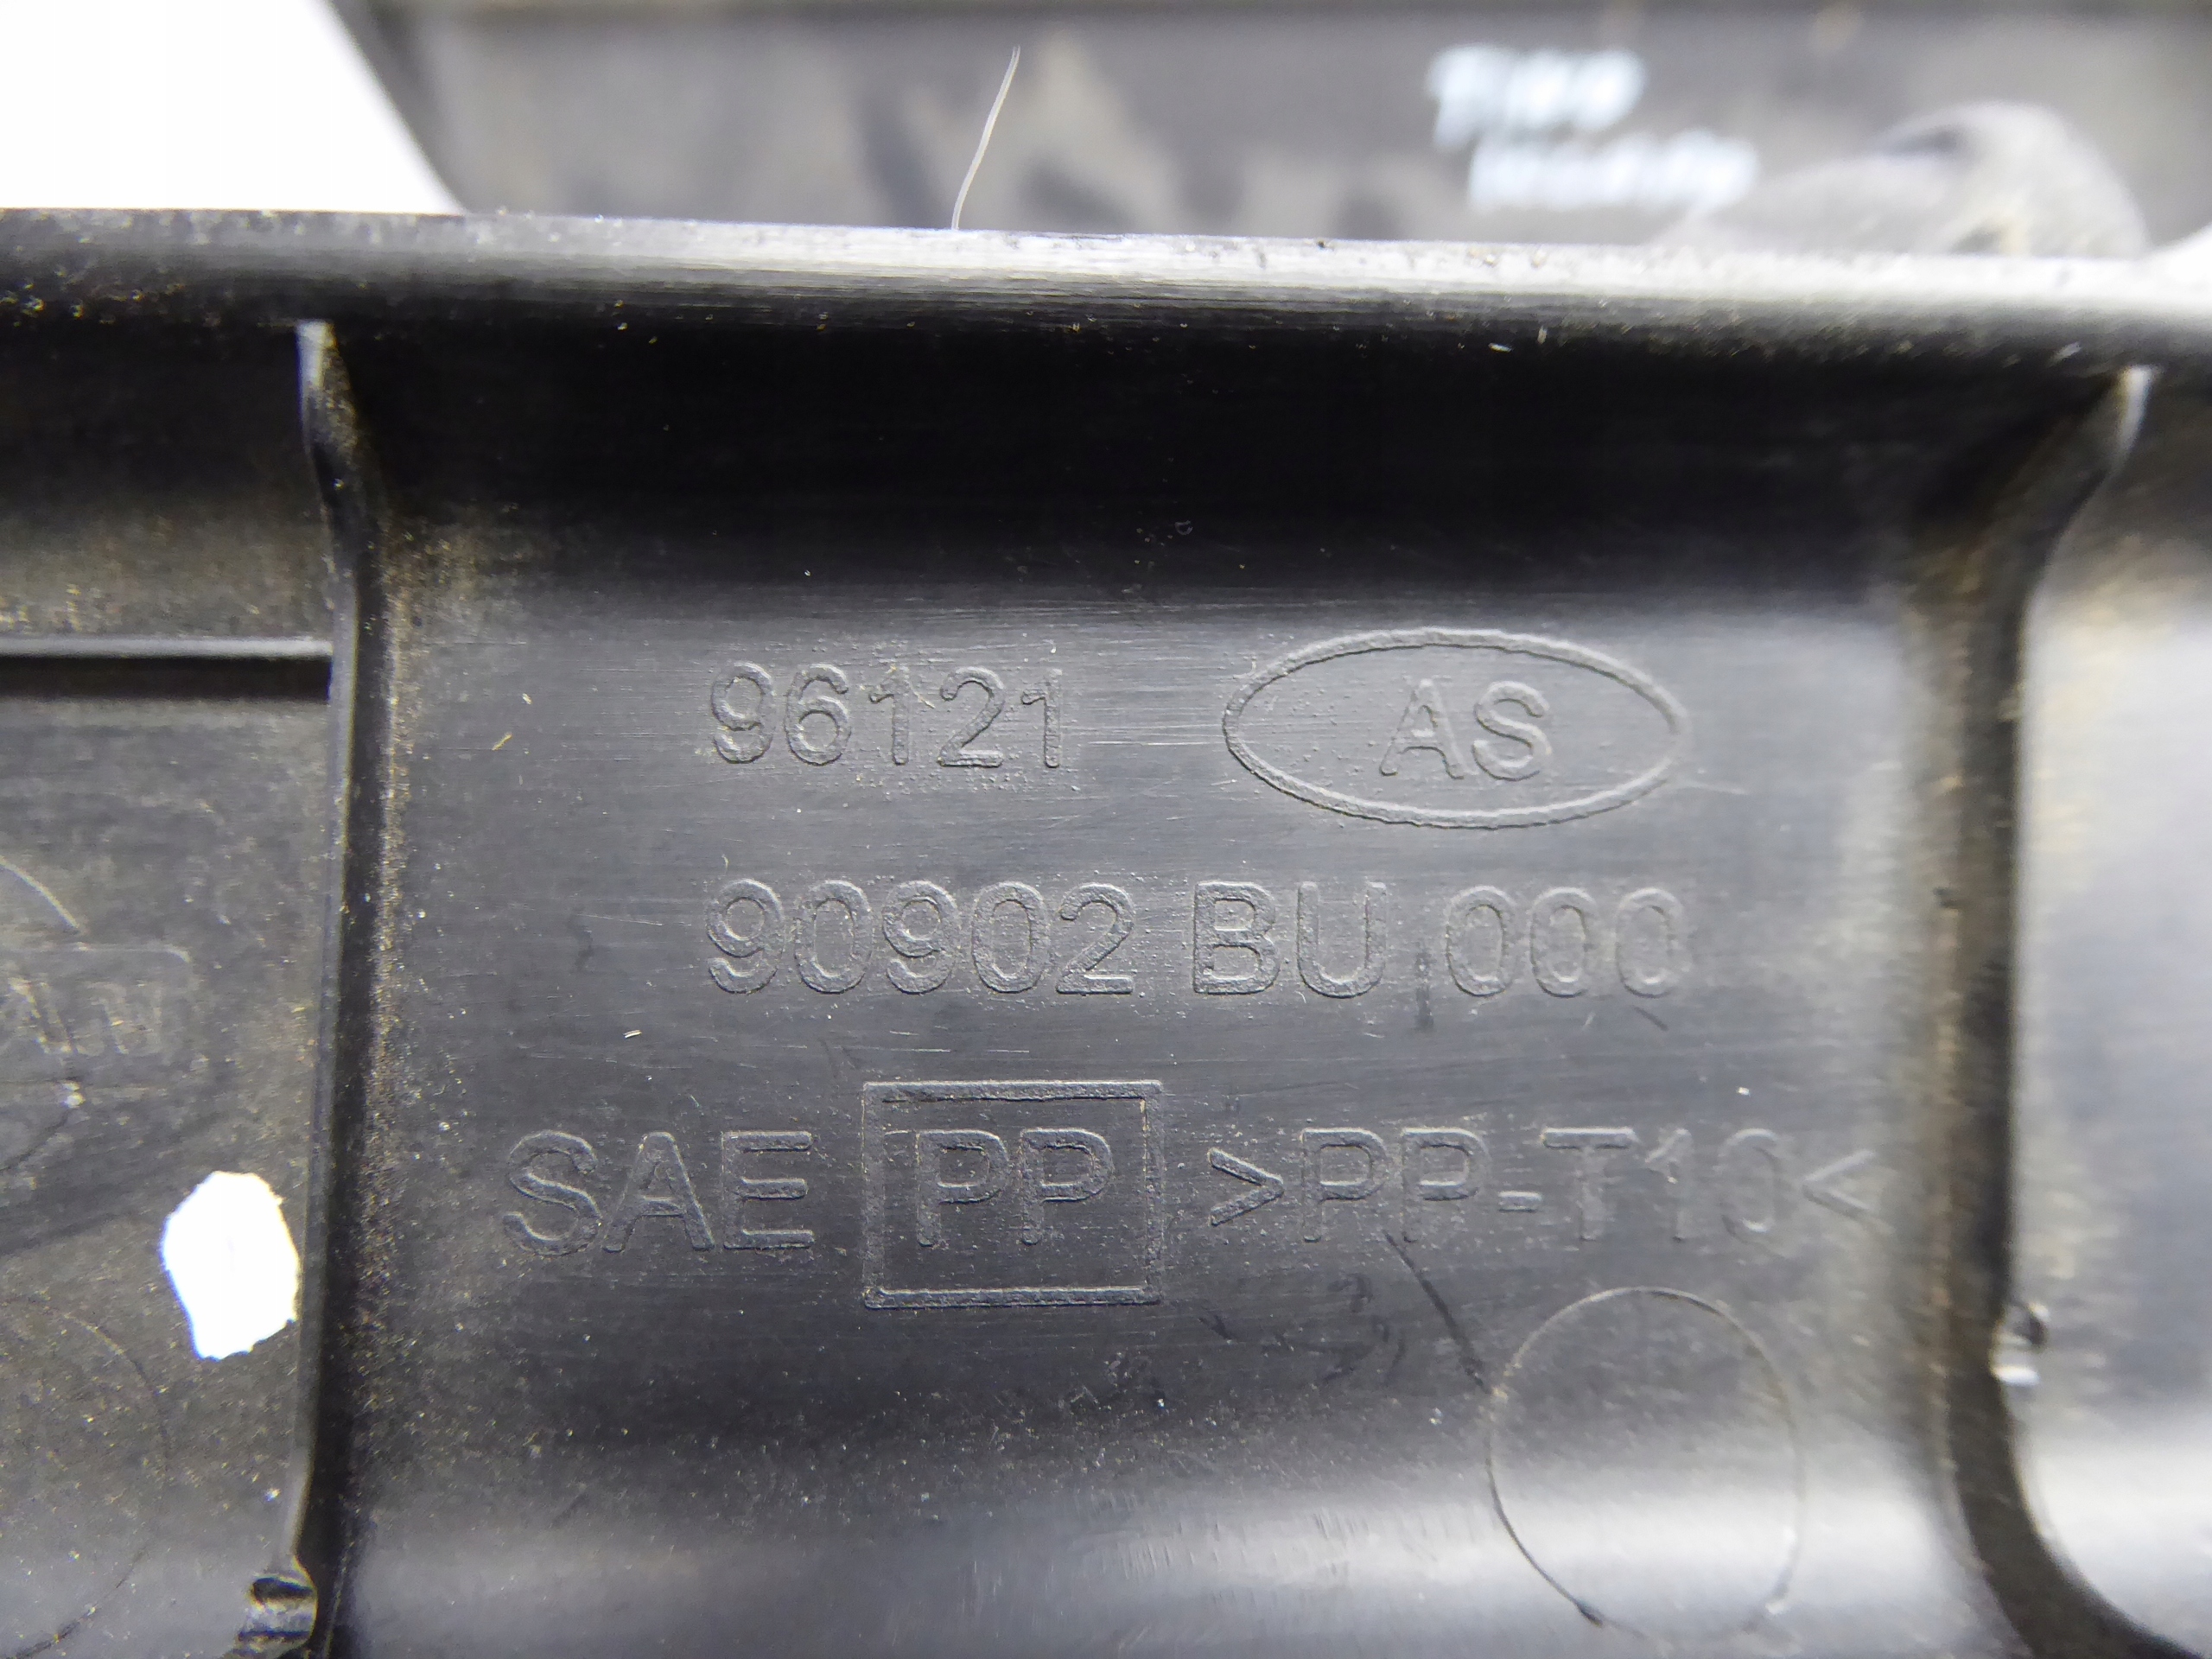 96121 AS
90902 BU 000
SAE PP >PP-T10<